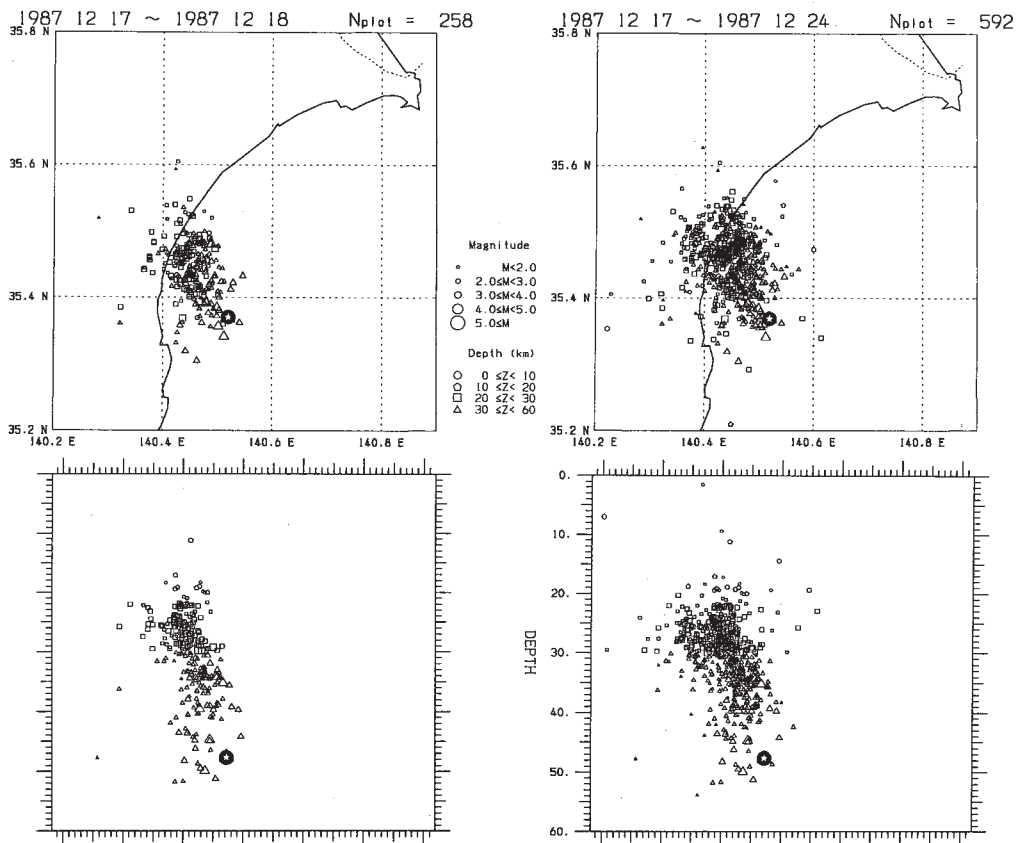 1987 12 17 ~ 1987 12 18 Nplot = 258
35.8 N
35.6 N
35.4 N
35.2 N
140.2 E 140.4 E 140.6 E 140.8 E
Magnitude
M<2.0
2.0≤M<3.0
3.0≤M<4.0
4.0≤M<5.0
5.0≤M
Depth (km)
0 ≤Z< 10
10 ≤Z< 20
20 ≤Z< 30
30 ≤Z< 60
1987 12 17 ~ 1987 12 24 Nplot = 592
35.8 N
35.6 N
35.4 N
35.2 N
140.2 E 140.4 E 140.6 E 140.8 E
0.
10.
20.
30.
40.
50.
60.
DEPTH